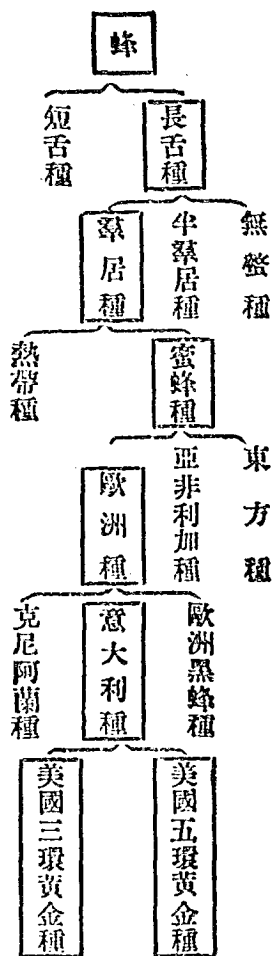 蜂
長舌種
短舌種
無螫種
半羣居種
羣居種
蜜蜂種
熱帶種
東方種
亞非利加種
歐洲種
歐洲黑蜂種
意大利種
克尼阿蘭種
美國五環黃金種
美國三環黃金種